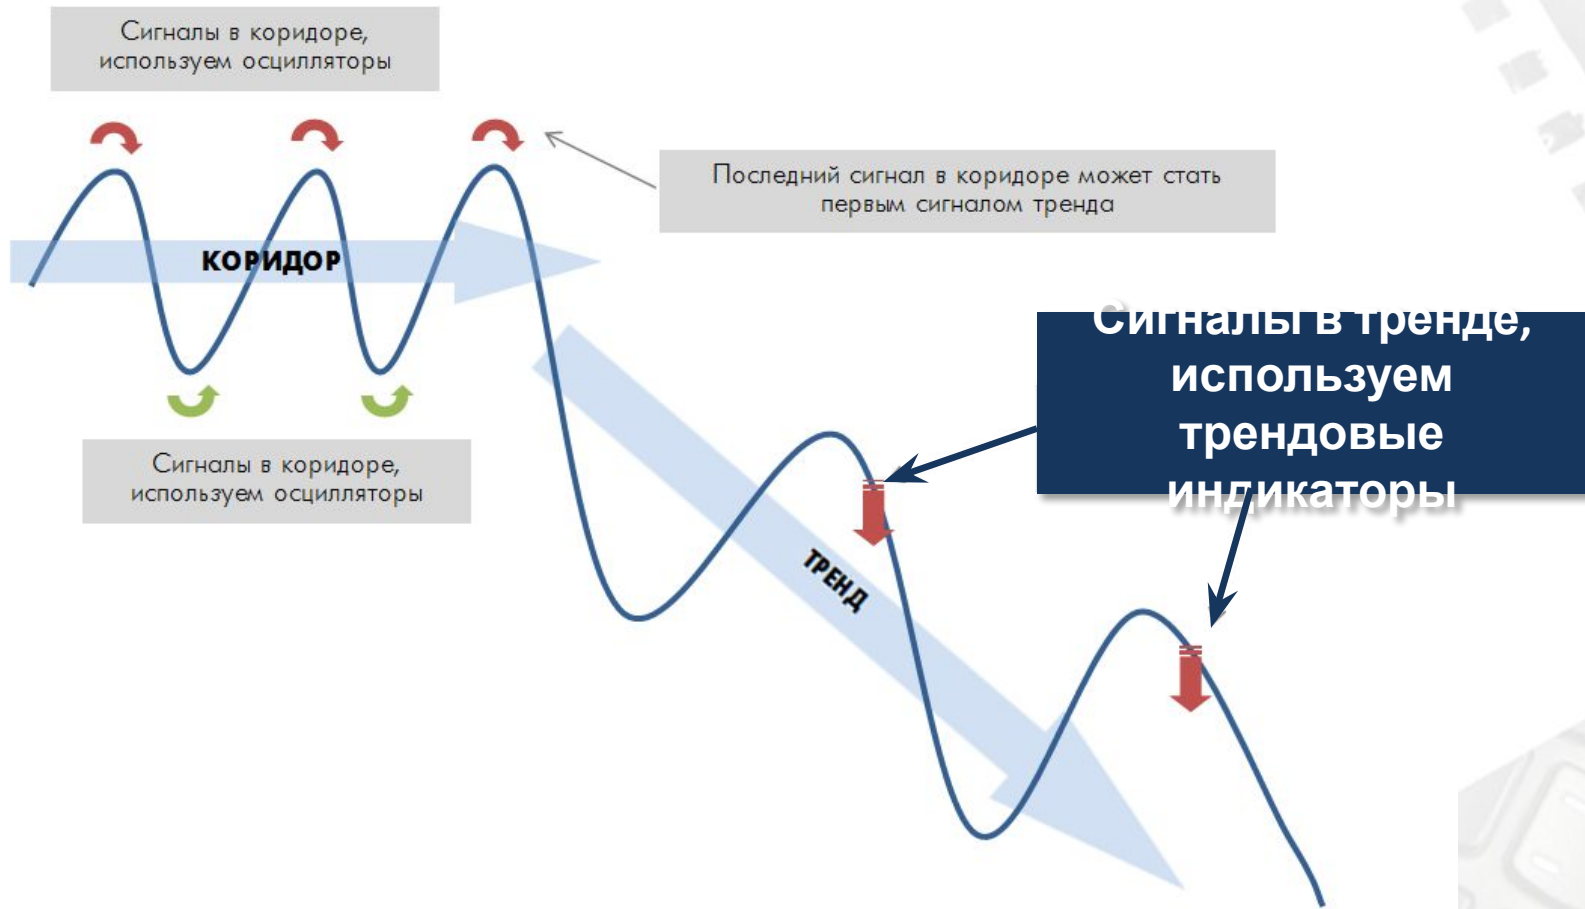 Сигналы в коридоре,
используем осцилляторы
Последний сигнал в коридоре может стать
первым сигналом тренда
КОРИДОР
Сигналы в тренде,
используем
трендовые
индикаторы
Сигналы в коридоре,
используем осцилляторы
ТРЕНД